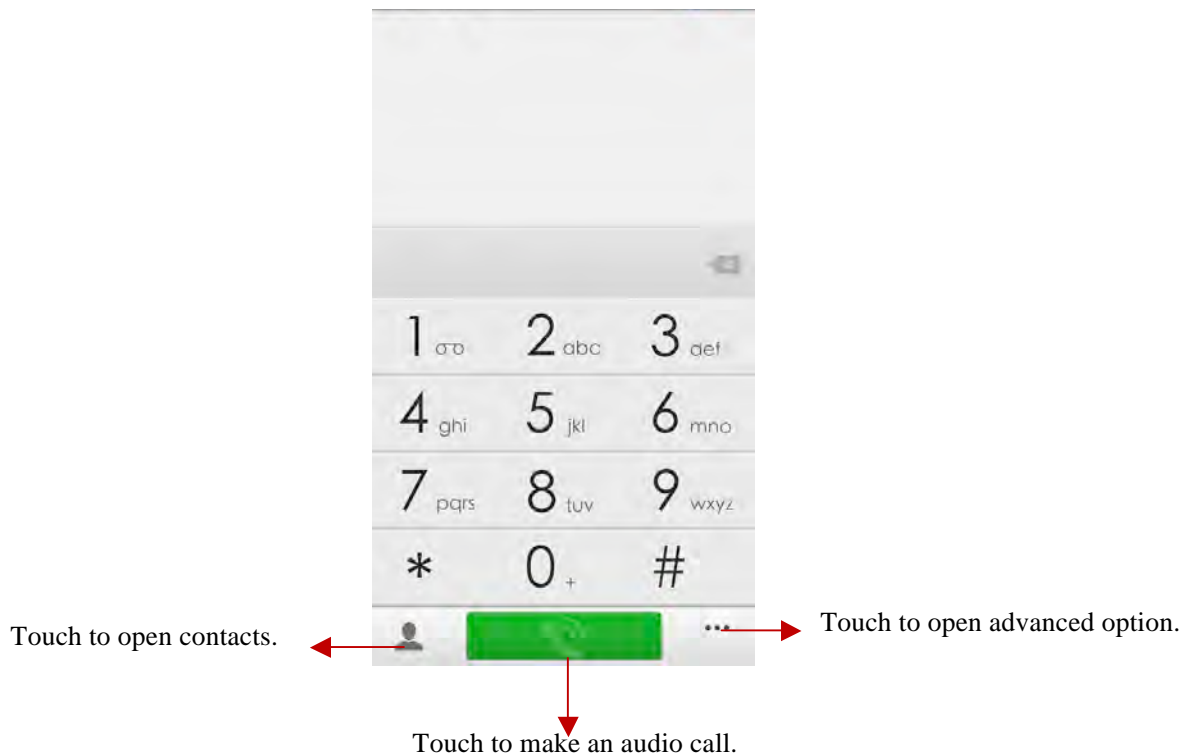 1 2 abc 3 def
4 ghi 5 jkl 6 mno
7 pqrs 8 tuv 9 wxyz
* 0 + #
Touch to open contacts.
Touch to open advanced option.
Touch to make an audio call.